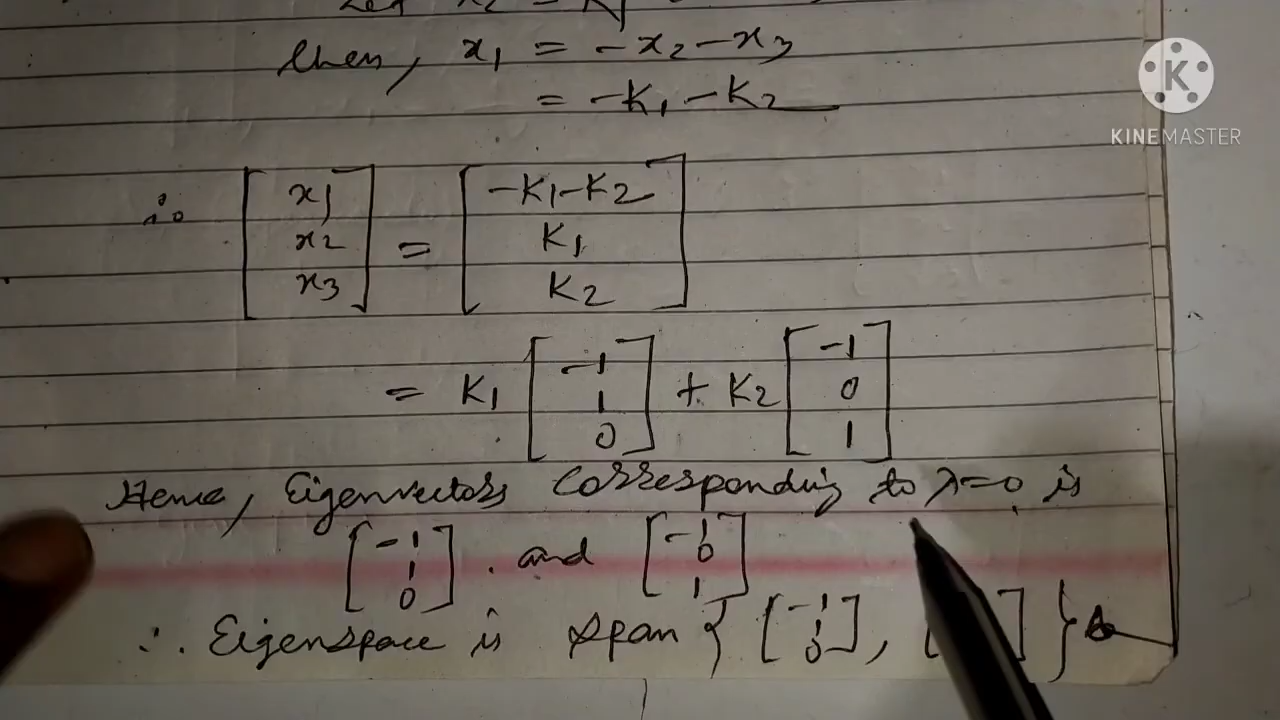 then, x₁ = -x₂-x₃
= -K₁-K₂
KINEMASTER
∴ [x₁ x₂ x₃] = [-K₁-K₂ K₁ K₂]
= K₁ [-1 1 0] + K₂ [-1 0 1]
Hence, Eigenvectors Corresponding to λ=0 is
[-1 1 0] . and [-1 0 1]
∴ Eigenspace is span { [-1 1 0], [ ] }